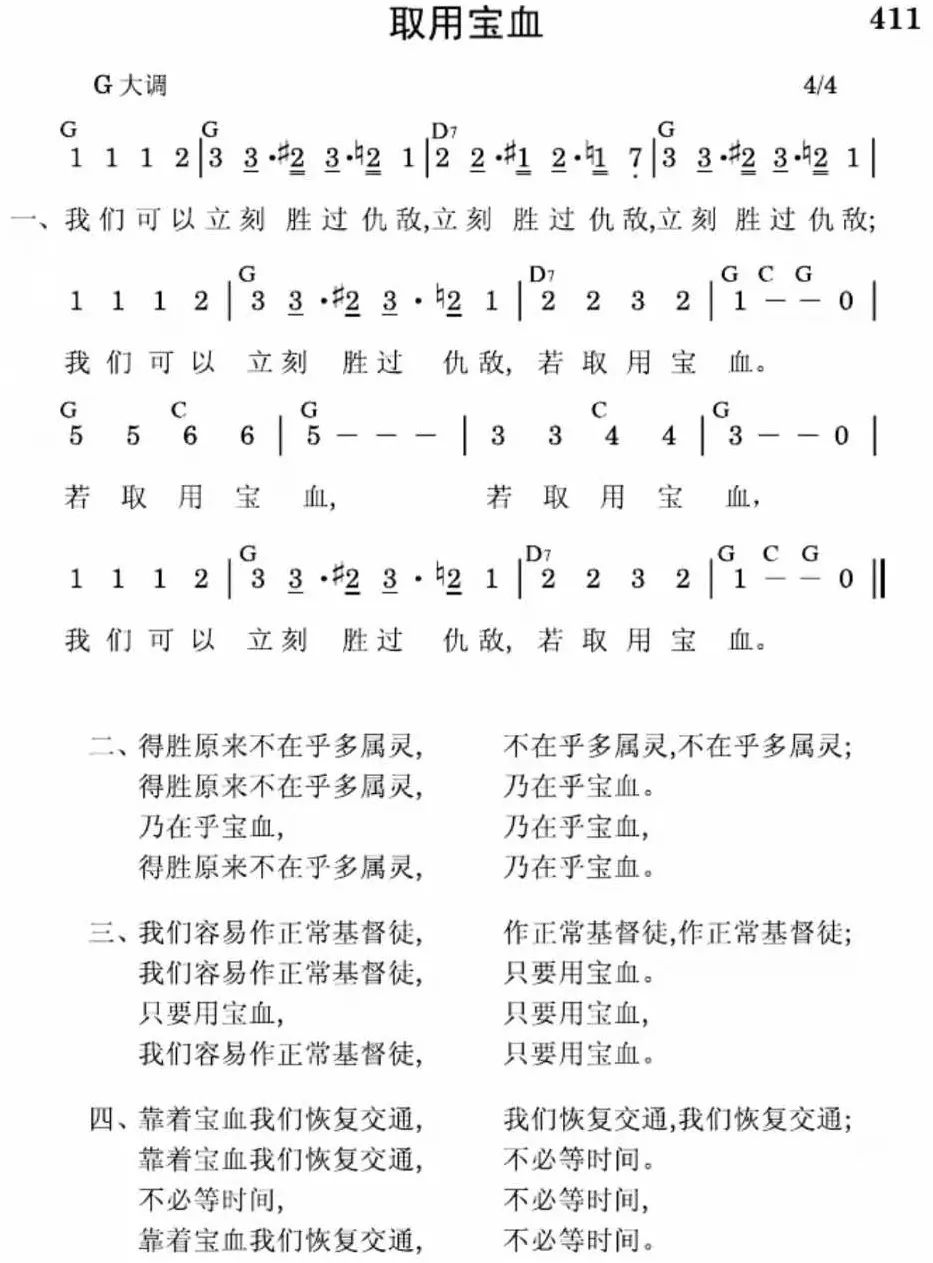 取用宝血 411
G 大调 4/4
G G D7 G
1 1 1 2 | 3 3 · #2 3 · ♮2 1 | 2 2 · #1 2 · ♮1 7 | 3 3 · #2 3 · ♮2 1 |
一、我们可以立刻 胜过仇敌,立刻 胜过仇敌,立刻 胜过仇敌;
G D7 G C G
1 1 1 2 | 3 3 · #2 3 · ♮2 1 | 2 2 3 2 | 1 — — 0 |
我们可以 立刻 胜过 仇敌, 若取用宝 血。
G C G C G
5 5 6 6 | 5 — — — | 3 3 4 4 | 3 — — 0 |
若取用宝 血, 若取用宝 血,
G D7 G C G
1 1 1 2 | 3 3 · #2 3 · ♮2 1 | 2 2 3 2 | 1 — — 0 ‖
我们可以 立刻 胜过 仇敌, 若取用宝 血。
二、得胜原来不在乎多属灵, 不在乎多属灵,不在乎多属灵;
得胜原来不在乎多属灵, 乃在乎宝血。
乃在乎宝血, 乃在乎宝血,
得胜原来不在乎多属灵, 乃在乎宝血。
三、我们容易作正常基督徒, 作正常基督徒,作正常基督徒;
我们容易作正常基督徒, 只要用宝血。
只要用宝血, 只要用宝血,
我们容易作正常基督徒, 只要用宝血。
四、靠着宝血我们恢复交通, 我们恢复交通,我们恢复交通;
靠着宝血我们恢复交通, 不必等时间。
不必等时间, 不必等时间,
靠着宝血我们恢复交通, 不必等时间。